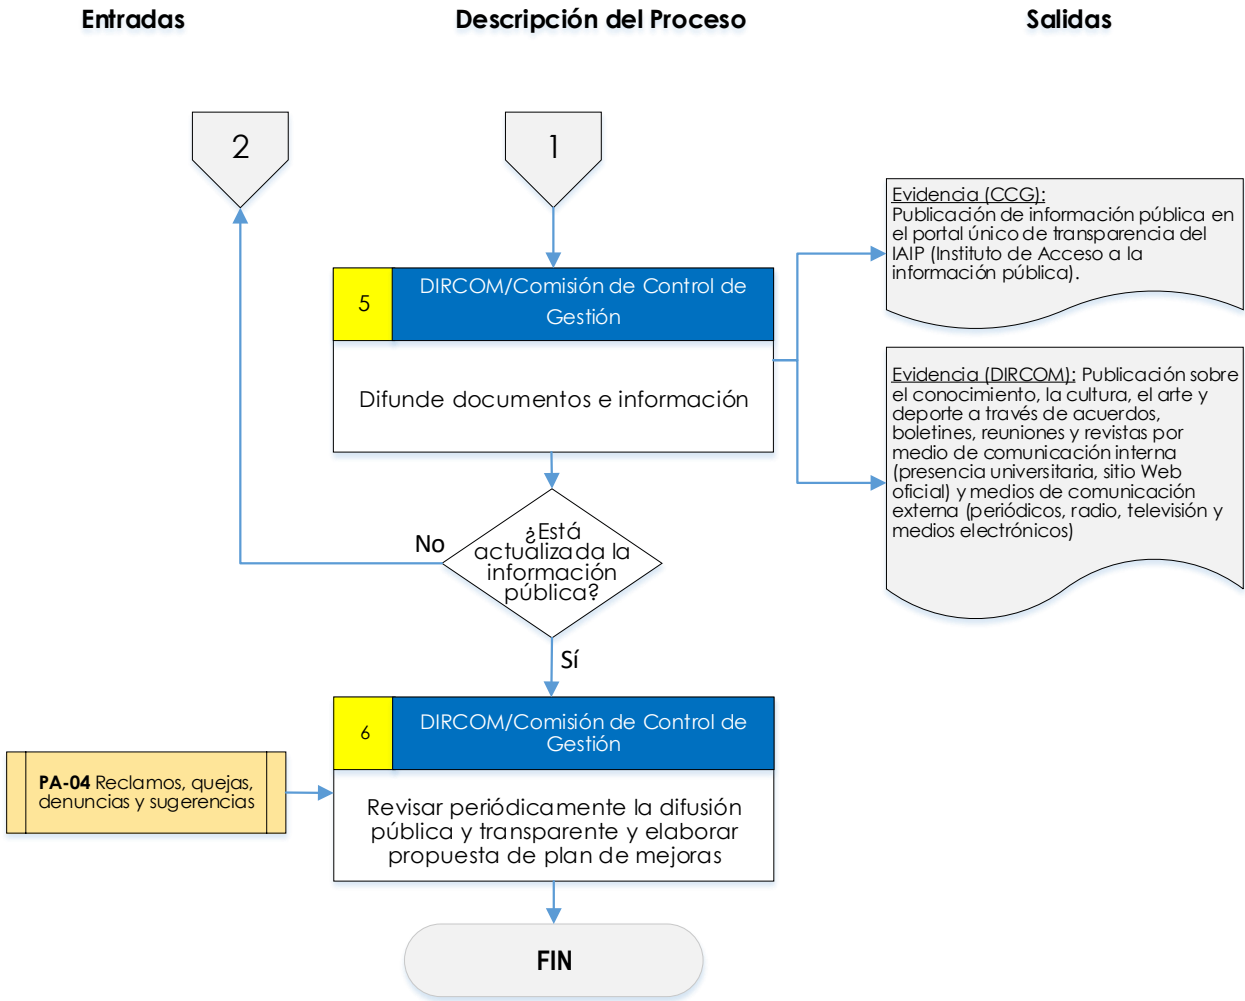 Entradas
Descripción del Proceso
Salidas
2
1
Evidencia (CCG):
Publicación de información pública en
el portal único de transparencia del
IAIP (Instituto de Acceso a la
información pública).
5
DIRCOM/Comisión de Control de
Gestión
Difunde documentos e información
Evidencia (DIRCOM): Publicación sobre
el conocimiento, la cultura, el arte y
deporte a través de acuerdos,
boletines, reuniones y revistas por
medio de comunicación interna
(presencia universitaria, sitio Web
oficial) y medios de comunicación
externa (periódicos, radio, televisión y
medios electrónicos)
No
¿Está
actualizada la
información
pública?
Sí
6
DIRCOM/Comisión de Control de
Gestión
PA-04 Reclamos, quejas,
denuncias y sugerencias
Revisar periódicamente la difusión
pública y transparente y elaborar
propuesta de plan de mejoras
FIN